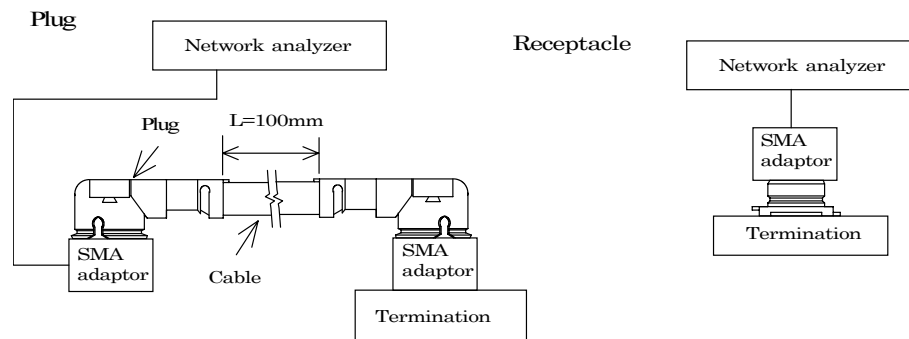 Plug
Network analyzer
Plug
L=100mm
SMA
adaptor
Cable
SMA
adaptor
Termination
Receptacle
Network analyzer
SMA
adaptor
Termination